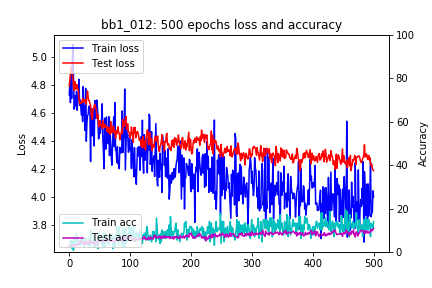 bb1_012: 500 epochs loss and accuracy
Train loss
Test loss
Train acc
Test acc
Loss
5.0
4.8
4.6
4.4
4.2
4.0
3.8
0
100
200
300
400
500
100
80
60
40
20
0
Accuracy